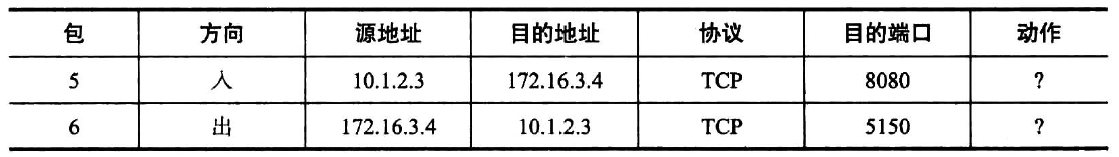 包 方向 源地址 目的地址 协议 目的端口 动作
5 入 10.1.2.3 172.16.3.4 TCP 8080 ?
6 出 172.16.3.4 10.1.2.3 TCP 5150 ?